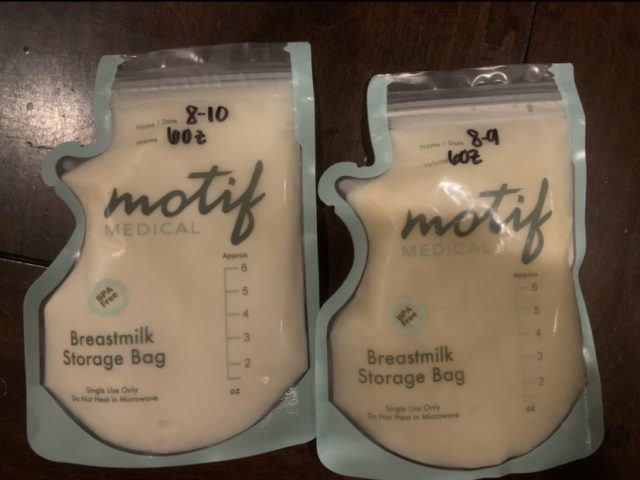 Name / Date 8-10
Volume 6oz
motif
MEDICAL
Approx
6
5
4
3
2
oz
BPA
Free
Breastmilk
Storage Bag
Single Use Only
Do Not Heat in Microwave
Name / Date 8-9
Volume 6oz
motif
MEDICAL
Approx
6
5
4
3
2
oz
BPA
Free
Breastmilk
Storage Bag
Single Use Only
Do Not Heat in Microwave